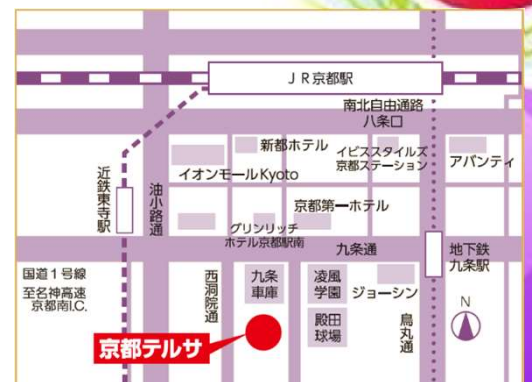 JR京都駅
南北自由通路
八条口
新都ホテル
イビススタイルズ
京都ステーション
アバンティ
イオンモールKyoto
近鉄東寺駅
油小路通
京都第一ホテル
グリンリッチ
ホテル京都駅南
九条通
地下鉄
九条駅
国道1号線
至名神高速
京都南I.C.
西洞院通
九条
車庫
凌風
学園
ジョーシン
殿田
球場
烏丸通
N
京都テルサ